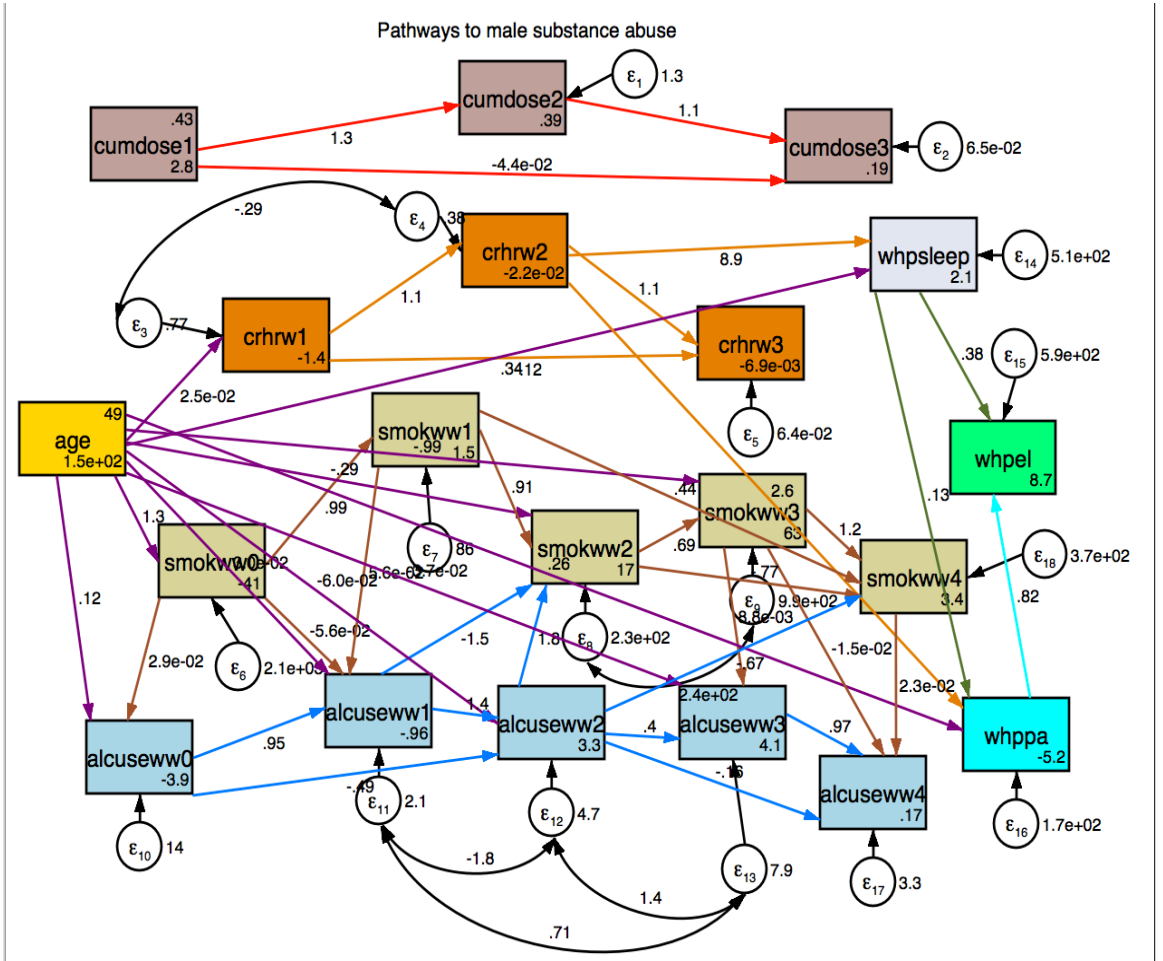 Pathways to male substance abuse
ε1
1.3
cumdose2
.39
.43
cumdose1
2.8
1.3
1.1
-4.4e-02
cumdose3
.19
ε2
6.5e-02
-.29
ε4
.38
crhrw2
-2.2e-02
8.9
whpsleep
2.1
ε14
5.1e+02
1.1
1.1
ε3
.77
crhrw1
-1.4
crhrw3
-6.9e-03
.3412
.38
ε15
5.9e+02
2.5e-02
49
age
1.5e+02
smokww1
-.99
1.5
ε5
6.4e-02
whpel
8.7
-.29
.99
.91
.44
.13
2.6
smokww3
63
1.3
.69
1.2
smokww0
-41
ε7
86
smokww2
.26
17
.77
smokww4
3.4
ε18
3.7e+02
-6.0e-02
ε9
9.9e+02
8.8e-03
.12
.82
-5.6e-02
-1.5
1.8
ε8
2.3e+02
-1.5e-02
2.9e-02
ε6
-.67
2.3e-02
2.4e+02
alcuseww1
-.96
1.4
alcuseww2
3.3
.4
alcuseww3
4.1
.97
whppa
-5.2
alcuseww0
-3.9
.95
-.49
-.16
alcuseww4
.17
ε11
2.1
ε12
4.7
ε16
1.7e+02
ε10
14
-1.8
ε13
7.9
ε17
3.3
1.4
.71